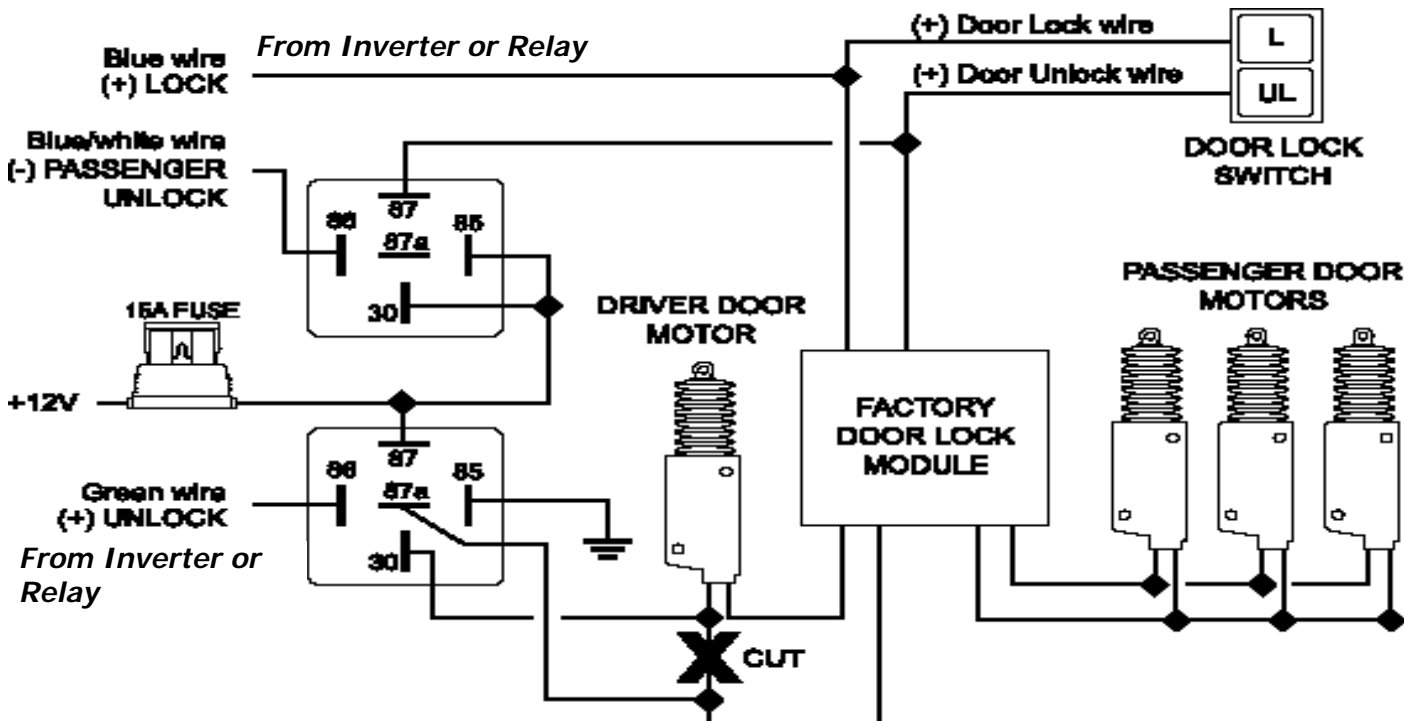 From Inverter or Relay
Blue wire
(+) LOCK
(+) Door Lock wire
L
(+) Door Unlock wire
UL
DOOR LOCK
SWITCH
Blue/white wire
(-) PASSENGER
UNLOCK
87
86
87a
85
30
15A FUSE
+12V
DRIVER DOOR
MOTOR
PASSENGER DOOR
MOTORS
FACTORY
DOOR LOCK
MODULE
87
86
87a
85
30
Green wire
(+) UNLOCK
From Inverter or
Relay
CUT